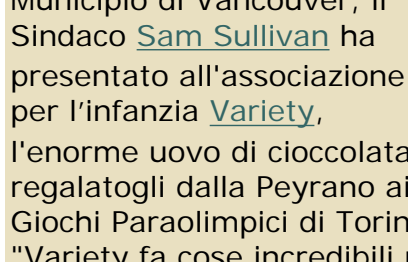 Municipio di Vancouver, il
Sindaco Sam Sullivan ha
presentato all'associazione
per l’infanzia Variety,
l'enorme uovo di cioccolata
regalatogli dalla Peyrano ai
Giochi Paraolimpici di Torin
"Variety fa cose incredibili